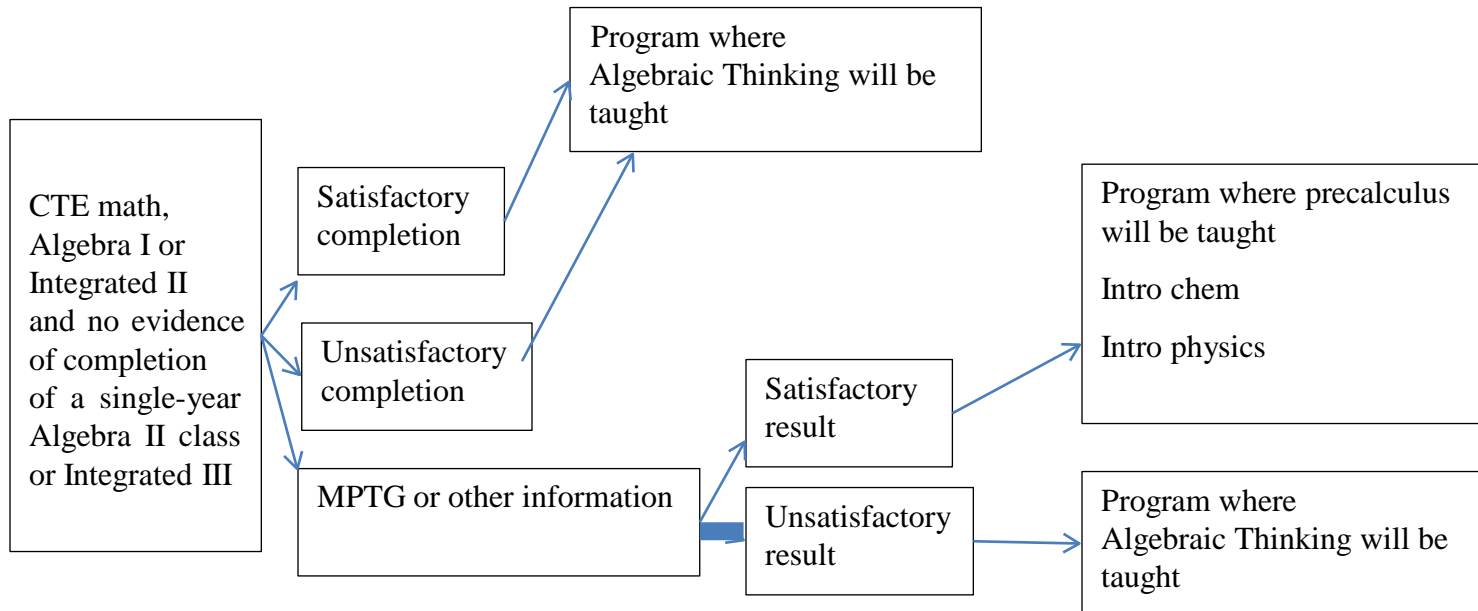 CTE math,
Algebra I or
Integrated II
and no evidence
of completion
of a single-year
Algebra II class
or Integrated III
Satisfactory
completion
Unsatisfactory
completion
MPTG or other information
Program where
Algebraic Thinking will be
taught
Satisfactory
result
Unsatisfactory
result
Program where precalculus
will be taught
Intro chem
Intro physics
Program where
Algebraic Thinking will be
taught